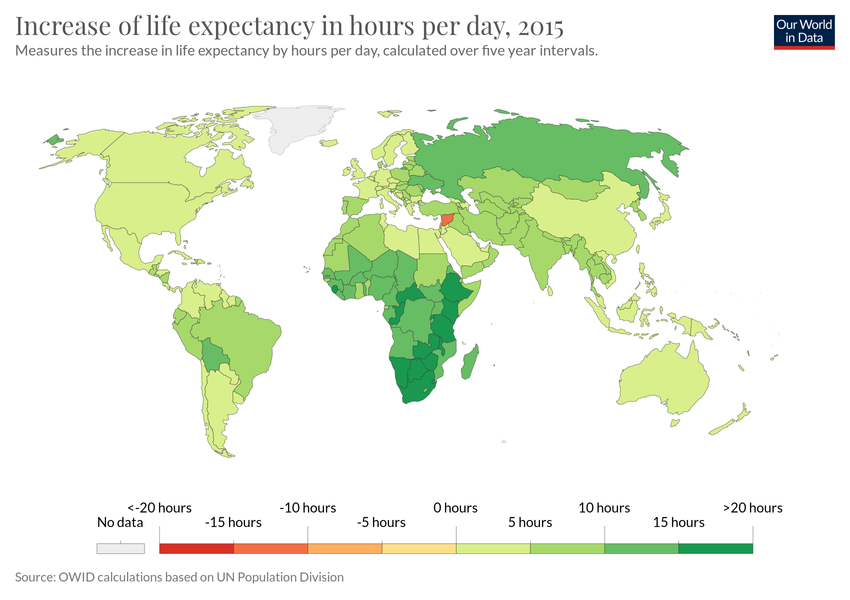 Increase of life expectancy in hours per day, 2015
Measures the increase in life expectancy by hours per day, calculated over five year intervals.
Our World
in Data
<-20 hours -10 hours 0 hours 10 hours >20 hours
No data -15 hours -5 hours 5 hours 15 hours
Source: OWID calculations based on UN Population Division